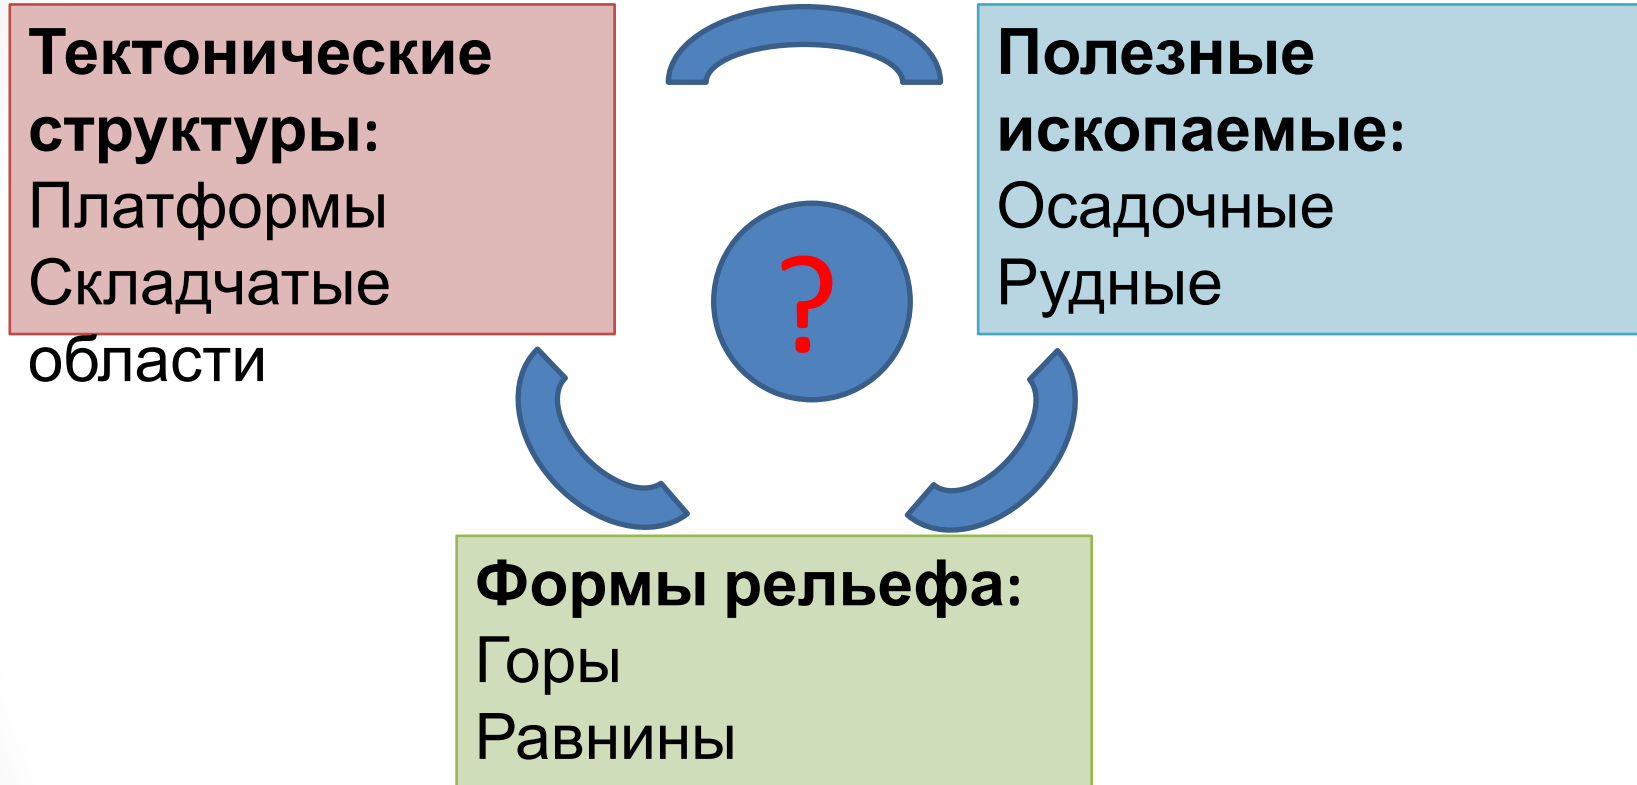 Тектонические
структуры:
Платформы
Складчатые
области
Полезные
ископаемые:
Осадочные
Рудные
?
Формы рельефа:
Горы
Равнины